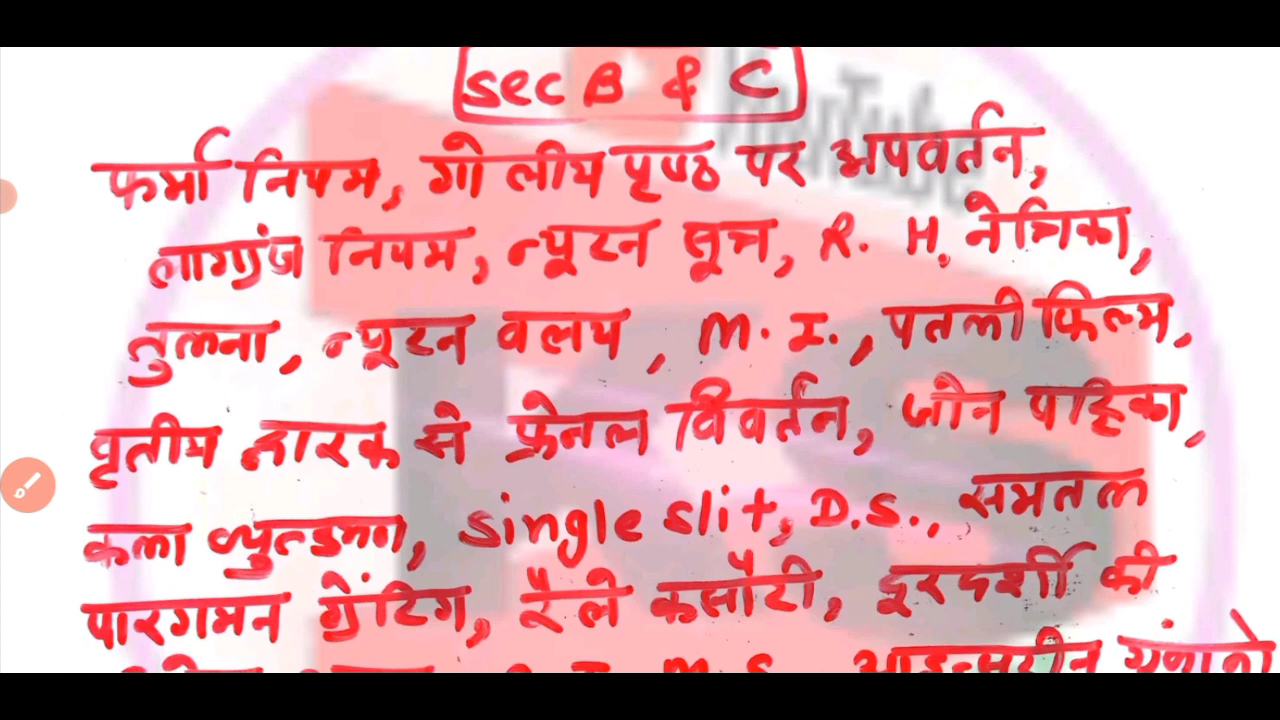 sec B & C
फर्मा नियम, गोलीय पृष्ठ पर अपवर्तन,
लाग्रांज नियम, न्यूटन सूत्र, R. H. नेत्रिका,
तुलना, न्यूटन वलय, M. I., पतली फिल्म,
वृतीय द्वारक से फ्रेनल विवर्तन, जोन पट्टिका,
कला व्युत्क्रमण, single slit, D.S., समतल
पारगमन ग्रेंटिंग, रैले कसौटी, दूरदर्शी की
M. S.